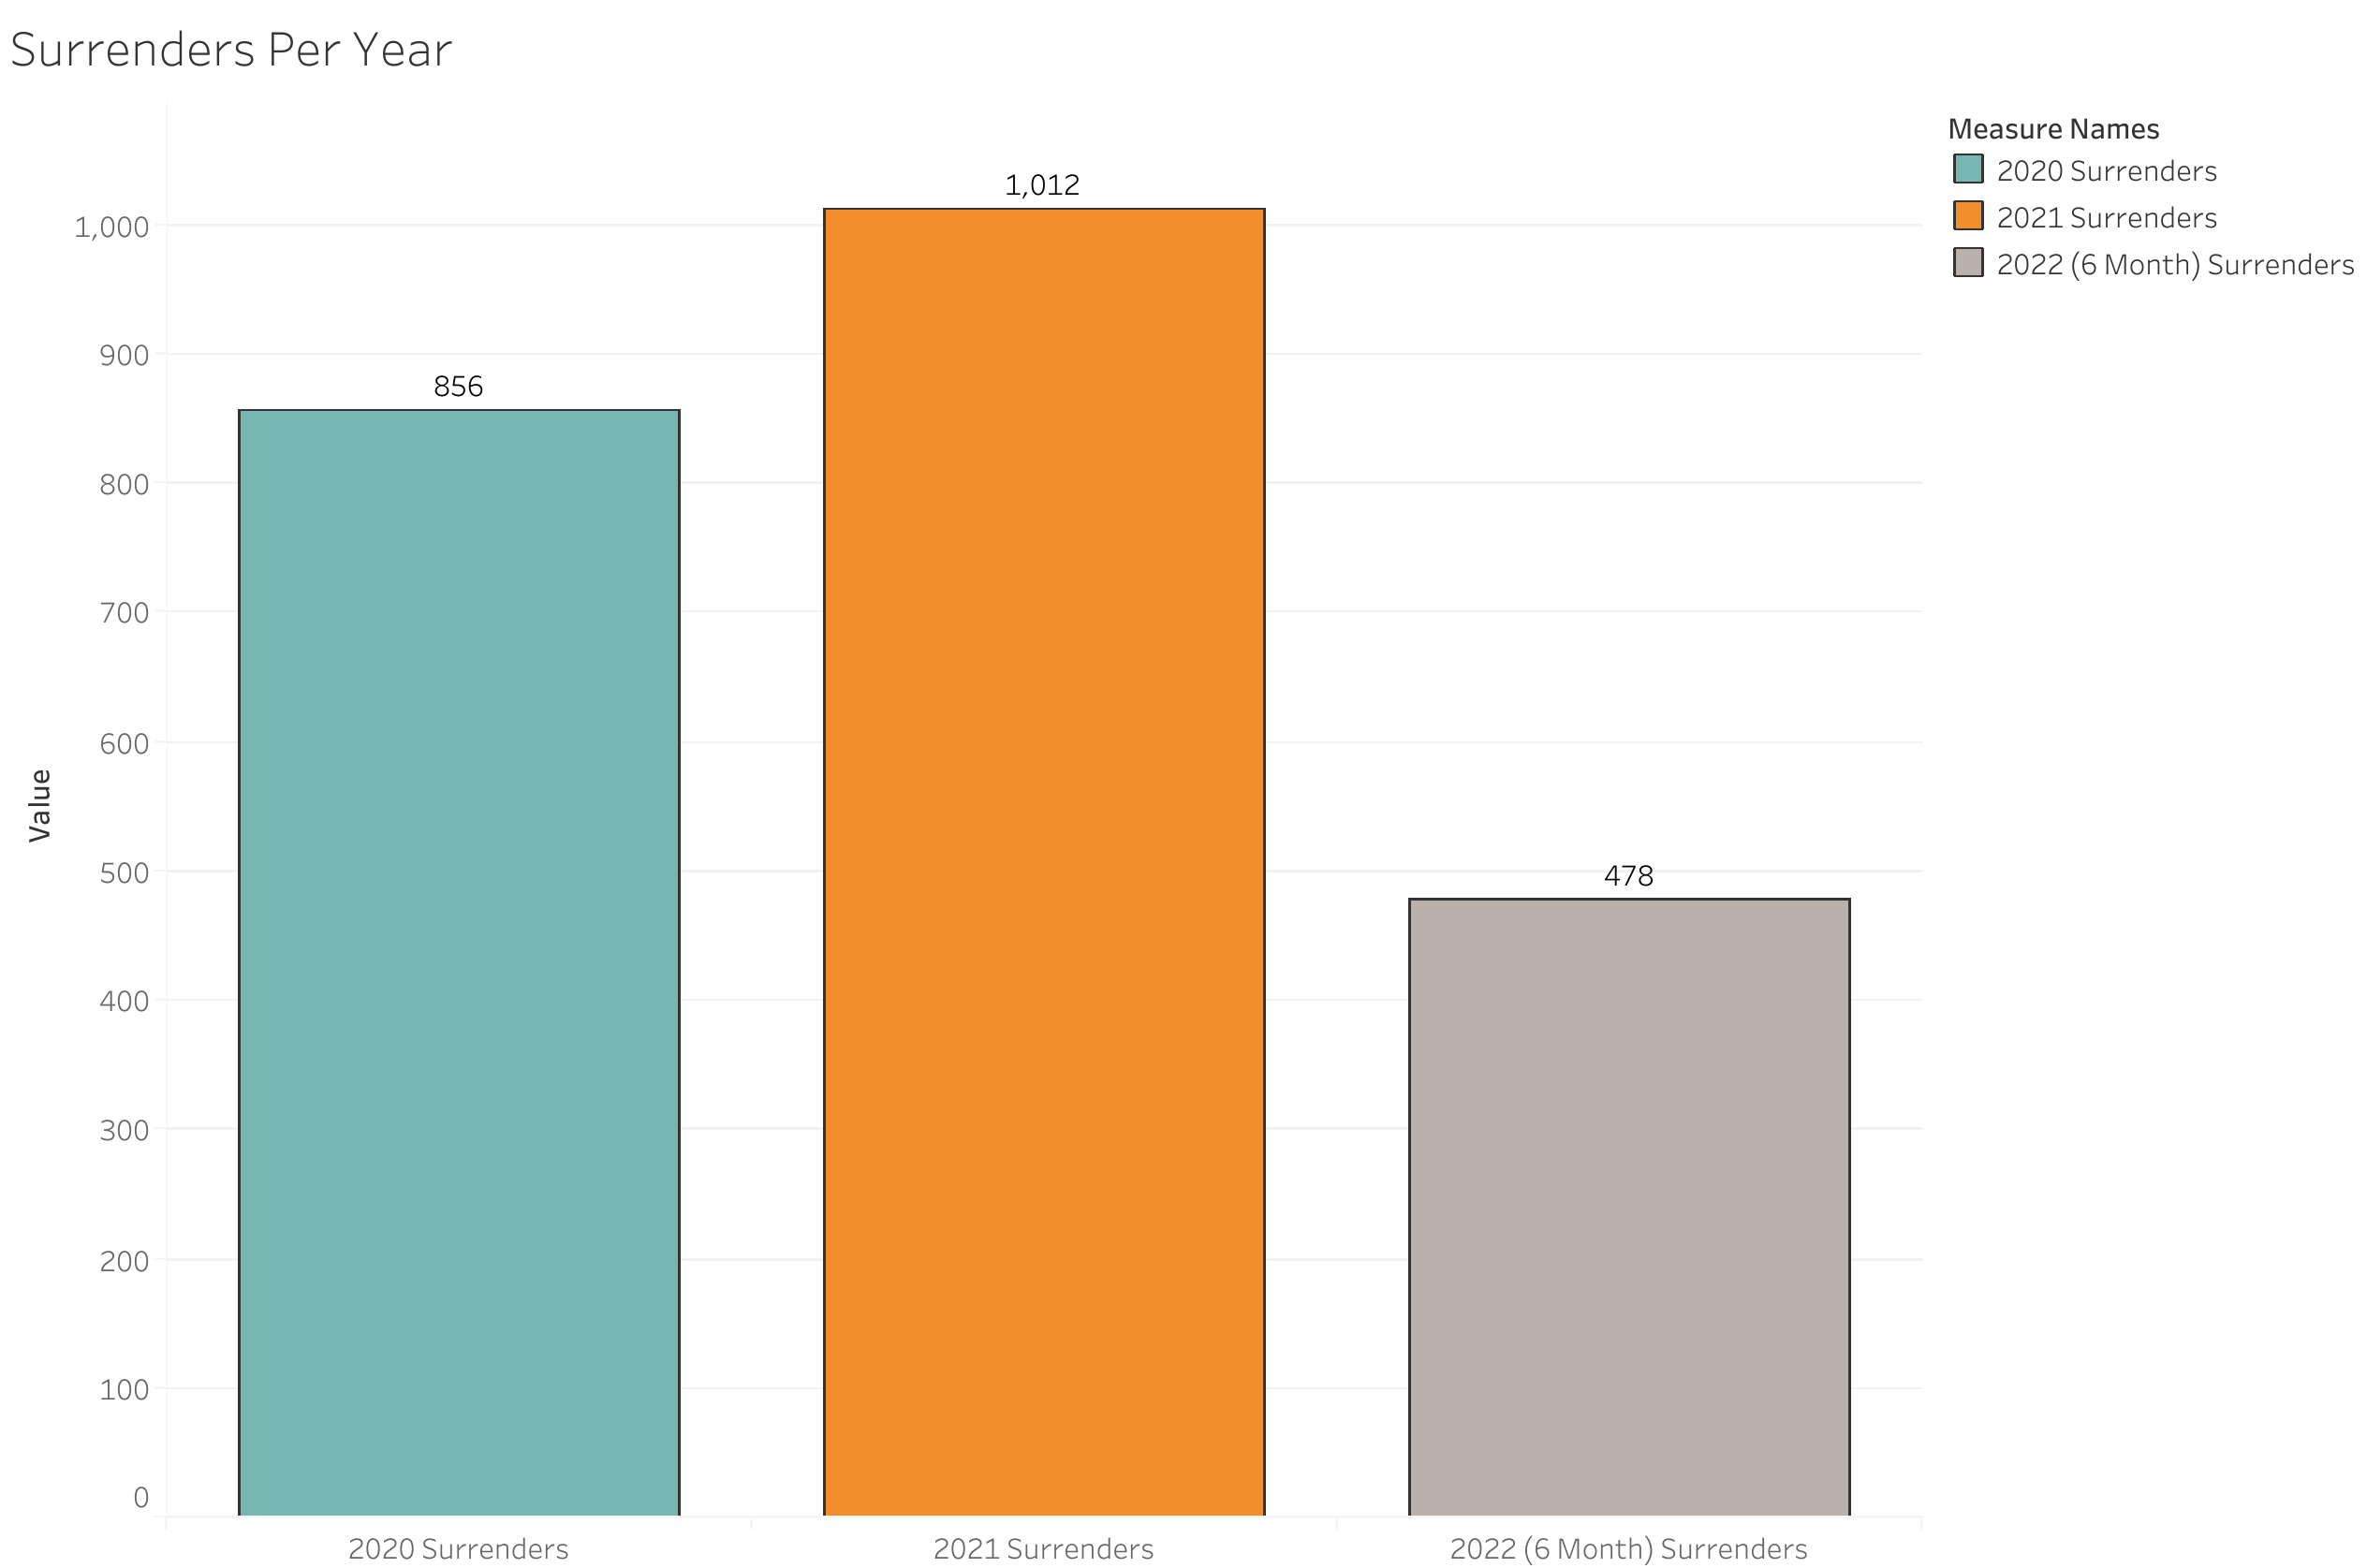 Surrenders Per Year
Measure Names
2020 Surrenders
2021 Surrenders
2022 (6 Month) Surrenders
Value
1,000
900
800
700
600
500
400
300
200
100
0
856
1,012
478
2020 Surrenders
2021 Surrenders
2022 (6 Month) Surrenders